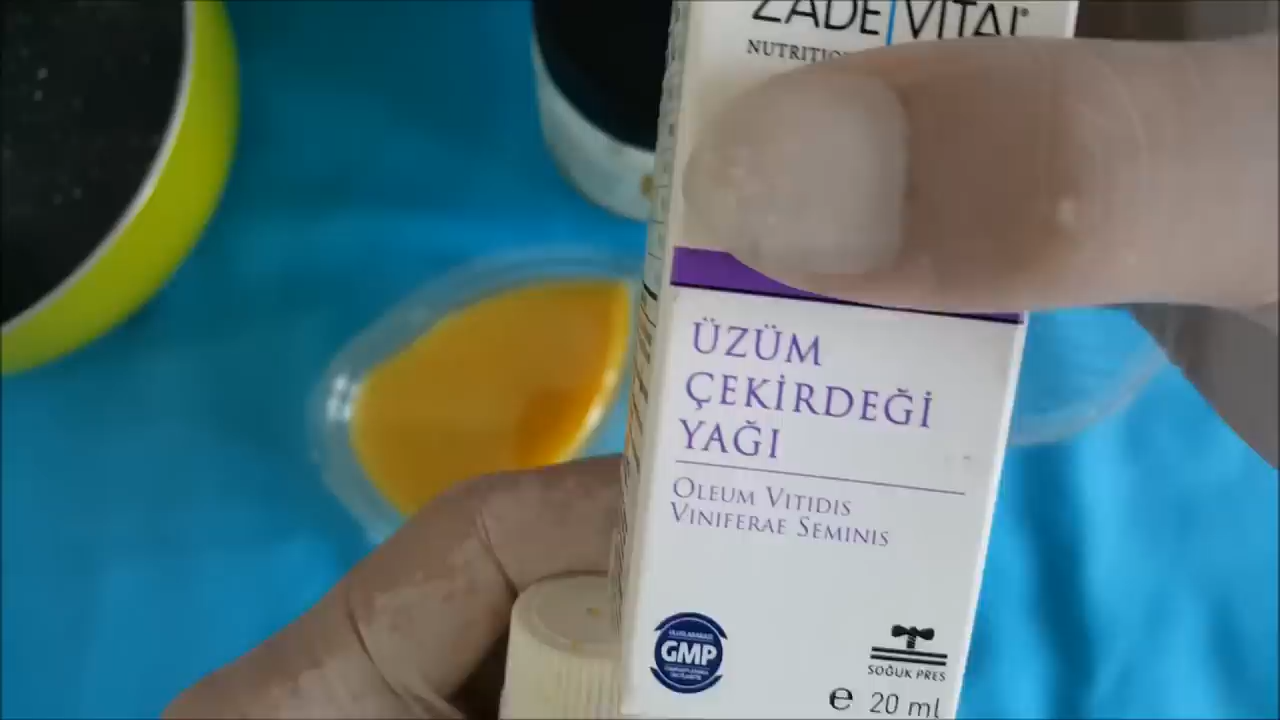 ZADE VITAL®
ÜZÜM
ÇEKİRDEĞİ
YAĞI
OLEUM VITIDIS
VINIFERAE SEMINIS
GMP
SOĞUK PRES
e 20 ml